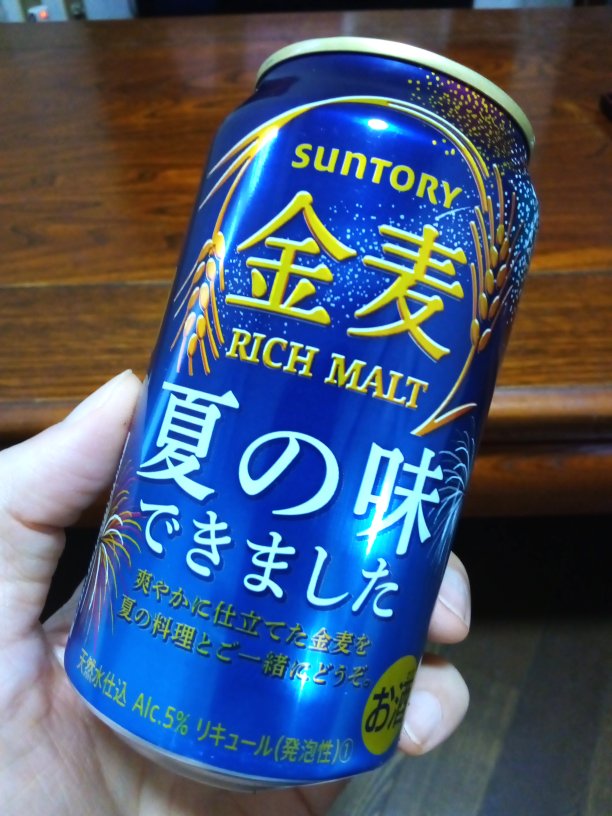 SUNTORY
金麦
RICH MALT
夏の味
できました
爽やかに仕立てた金麦を
夏の料理とご一緒にどうぞ。
天然水仕込 Alc.5% リキュール(発泡性)①
お酒